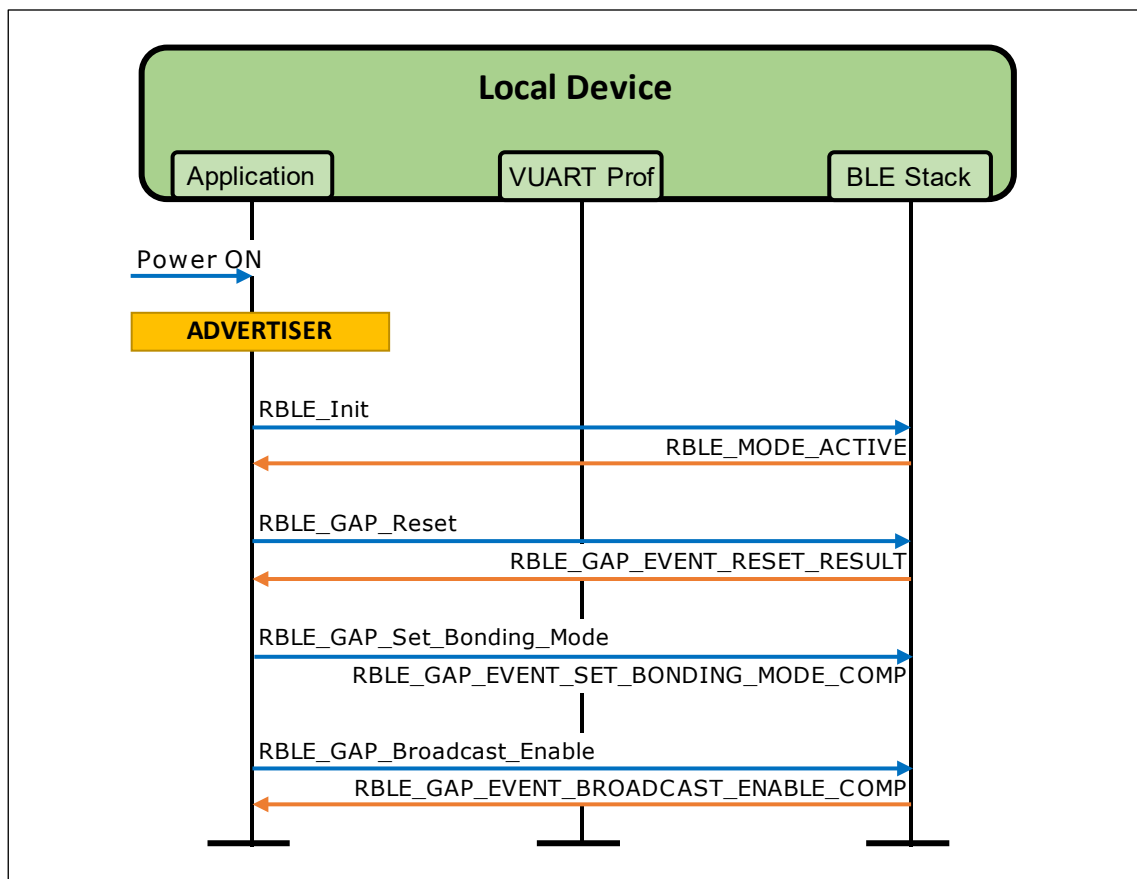 Local Device
Application
VUART Prof
BLE Stack
Power ON
ADVERTISER
RBLE_Init
RBLE_MODE_ACTIVE
RBLE_GAP_Reset
RBLE_GAP_EVENT_RESET_RESULT
RBLE_GAP_Set_Bonding_Mode
RBLE_GAP_EVENT_SET_BONDING_MODE_COMP
RBLE_GAP_Broadcast_Enable
RBLE_GAP_EVENT_BROADCAST_ENABLE_COMP